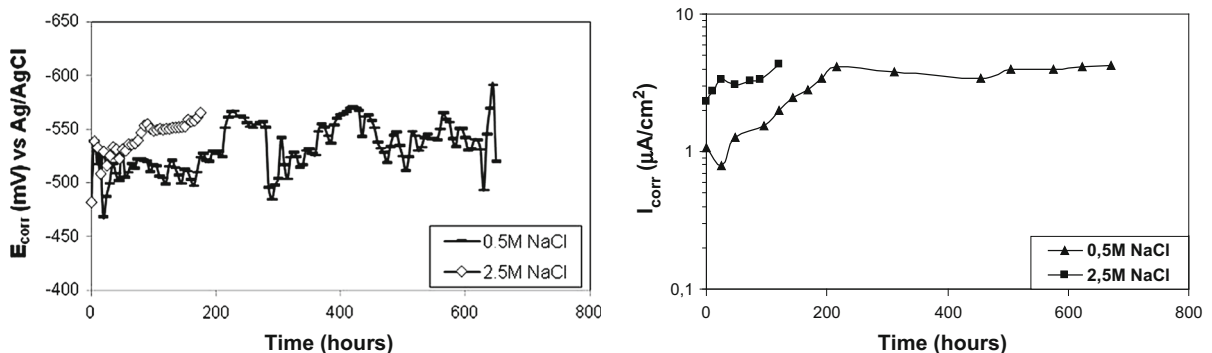 -650
-600
-550
-500
-450
-400
E_corr (mV) vs Ag/AgCl
0.5M NaCl
2.5M NaCl
0 200 400 600 800
Time (hours)
10
1
0,1
I_corr (µA/cm²)
0,5M NaCl
2,5M NaCl
0 200 400 600 800
Time (hours)